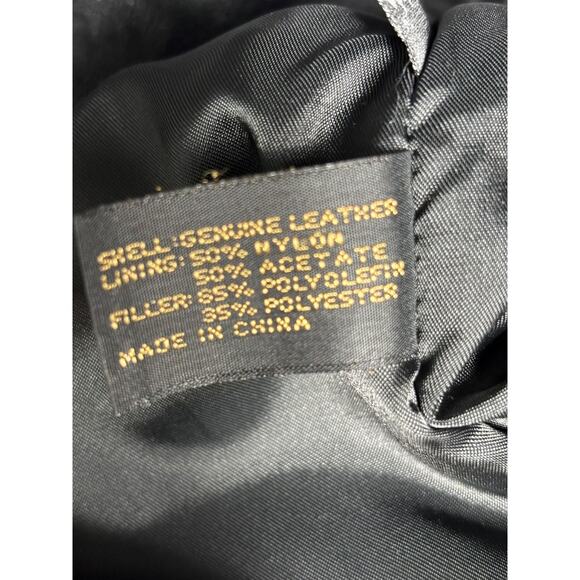 SHELL: GENUINE LEATHER
LINING: 50% NYLON
50% ACETATE
FILLER: 65% POLYOLEFIN
35% POLYESTER
MADE IN CHINA